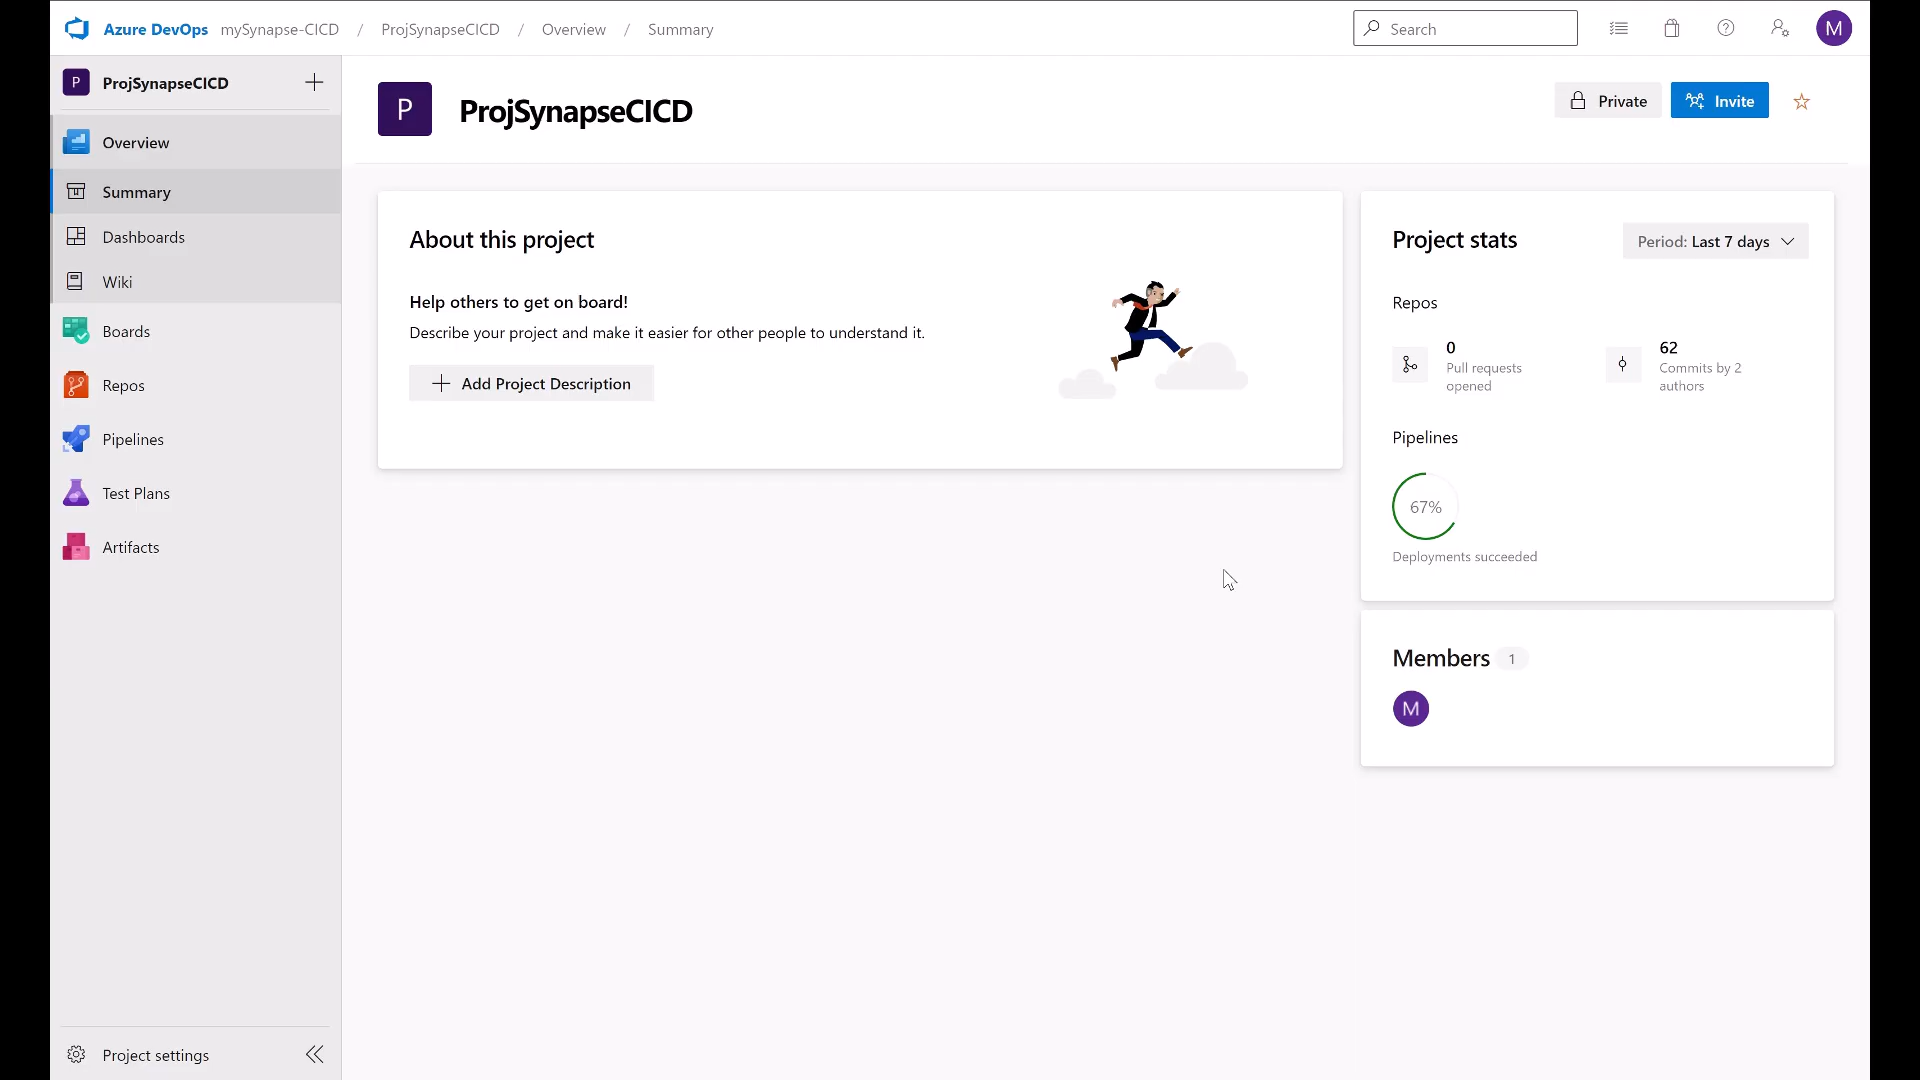 Azure DevOps mySynapse-CICD / ProjSynapseCICD / Overview / Summary
Search
M
P ProjSynapseCICD
Overview
Summary
Dashboards
Wiki
Boards
Repos
Pipelines
Test Plans
Artifacts
Project settings
P ProjSynapseCICD
Private
Invite
About this project
Help others to get on board!
Describe your project and make it easier for other people to understand it.
Add Project Description
Project stats
Period: Last 7 days
Repos
0
Pull requests
opened
62
Commits by 2
authors
Pipelines
67%
Deployments succeeded
Members 1
M